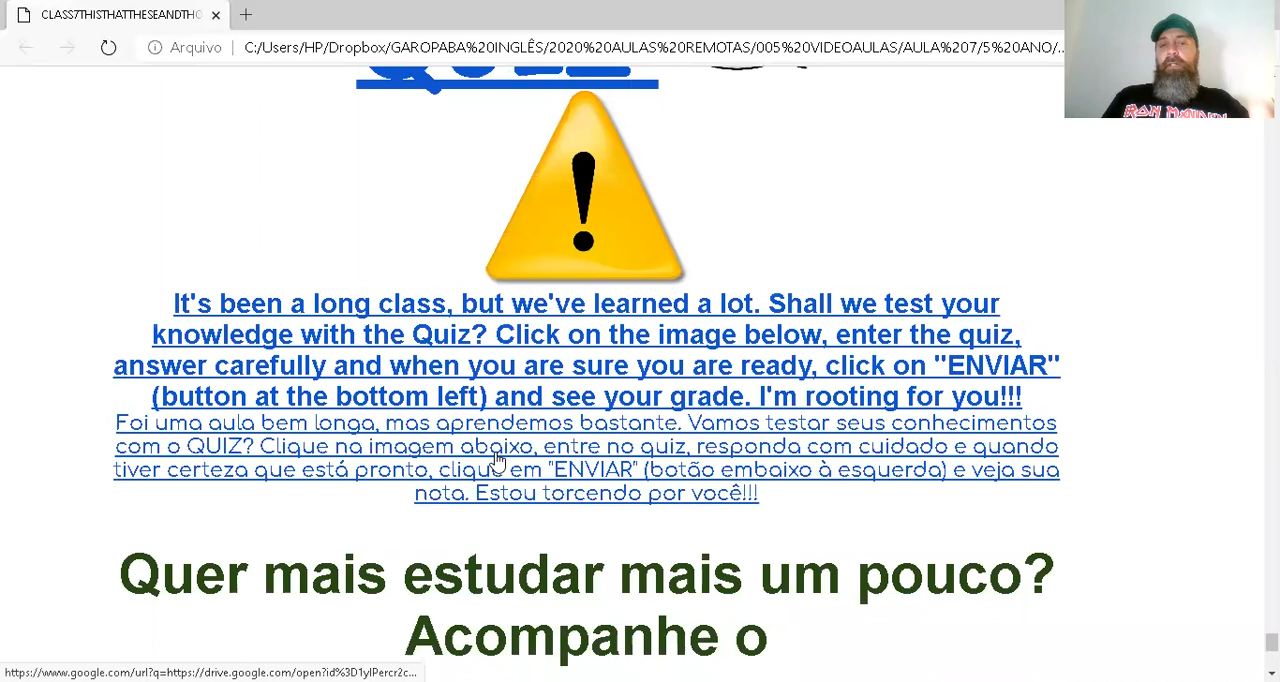 CLASS7THISTHATTHESEANDTHO
Arquivo
C:/Users/HP/Dropbox/GAROPABA%20INGLÊS/2020%20AULAS%20REMOTAS/005%20VIDEOAULAS/AULA%207/5%20ANO/...
QUIZ
IRON MAIDEN
It's been a long class, but we've learned a lot. Shall we test your
knowledge with the Quiz? Click on the image below, enter the quiz,
answer carefully and when you are sure you are ready, click on "ENVIAR"
(button at the bottom left) and see your grade. I'm rooting for you!!!
Foi uma aula bem longa, mas aprendemos bastante. Vamos testar seus conhecimentos
com o QUIZ? Clique na imagem abaixo, entre no quiz, responda com cuidado e quando
tiver certeza que está pronto, clique em "ENVIAR" (botão embaixo à esquerda) e veja sua
nota. Estou torcendo por você!!!
Quer mais estudar mais um pouco?
Acompanhe o
https://www.google.com/url?q=https://drive.google.com/open?id%3D1yIPercr2c...